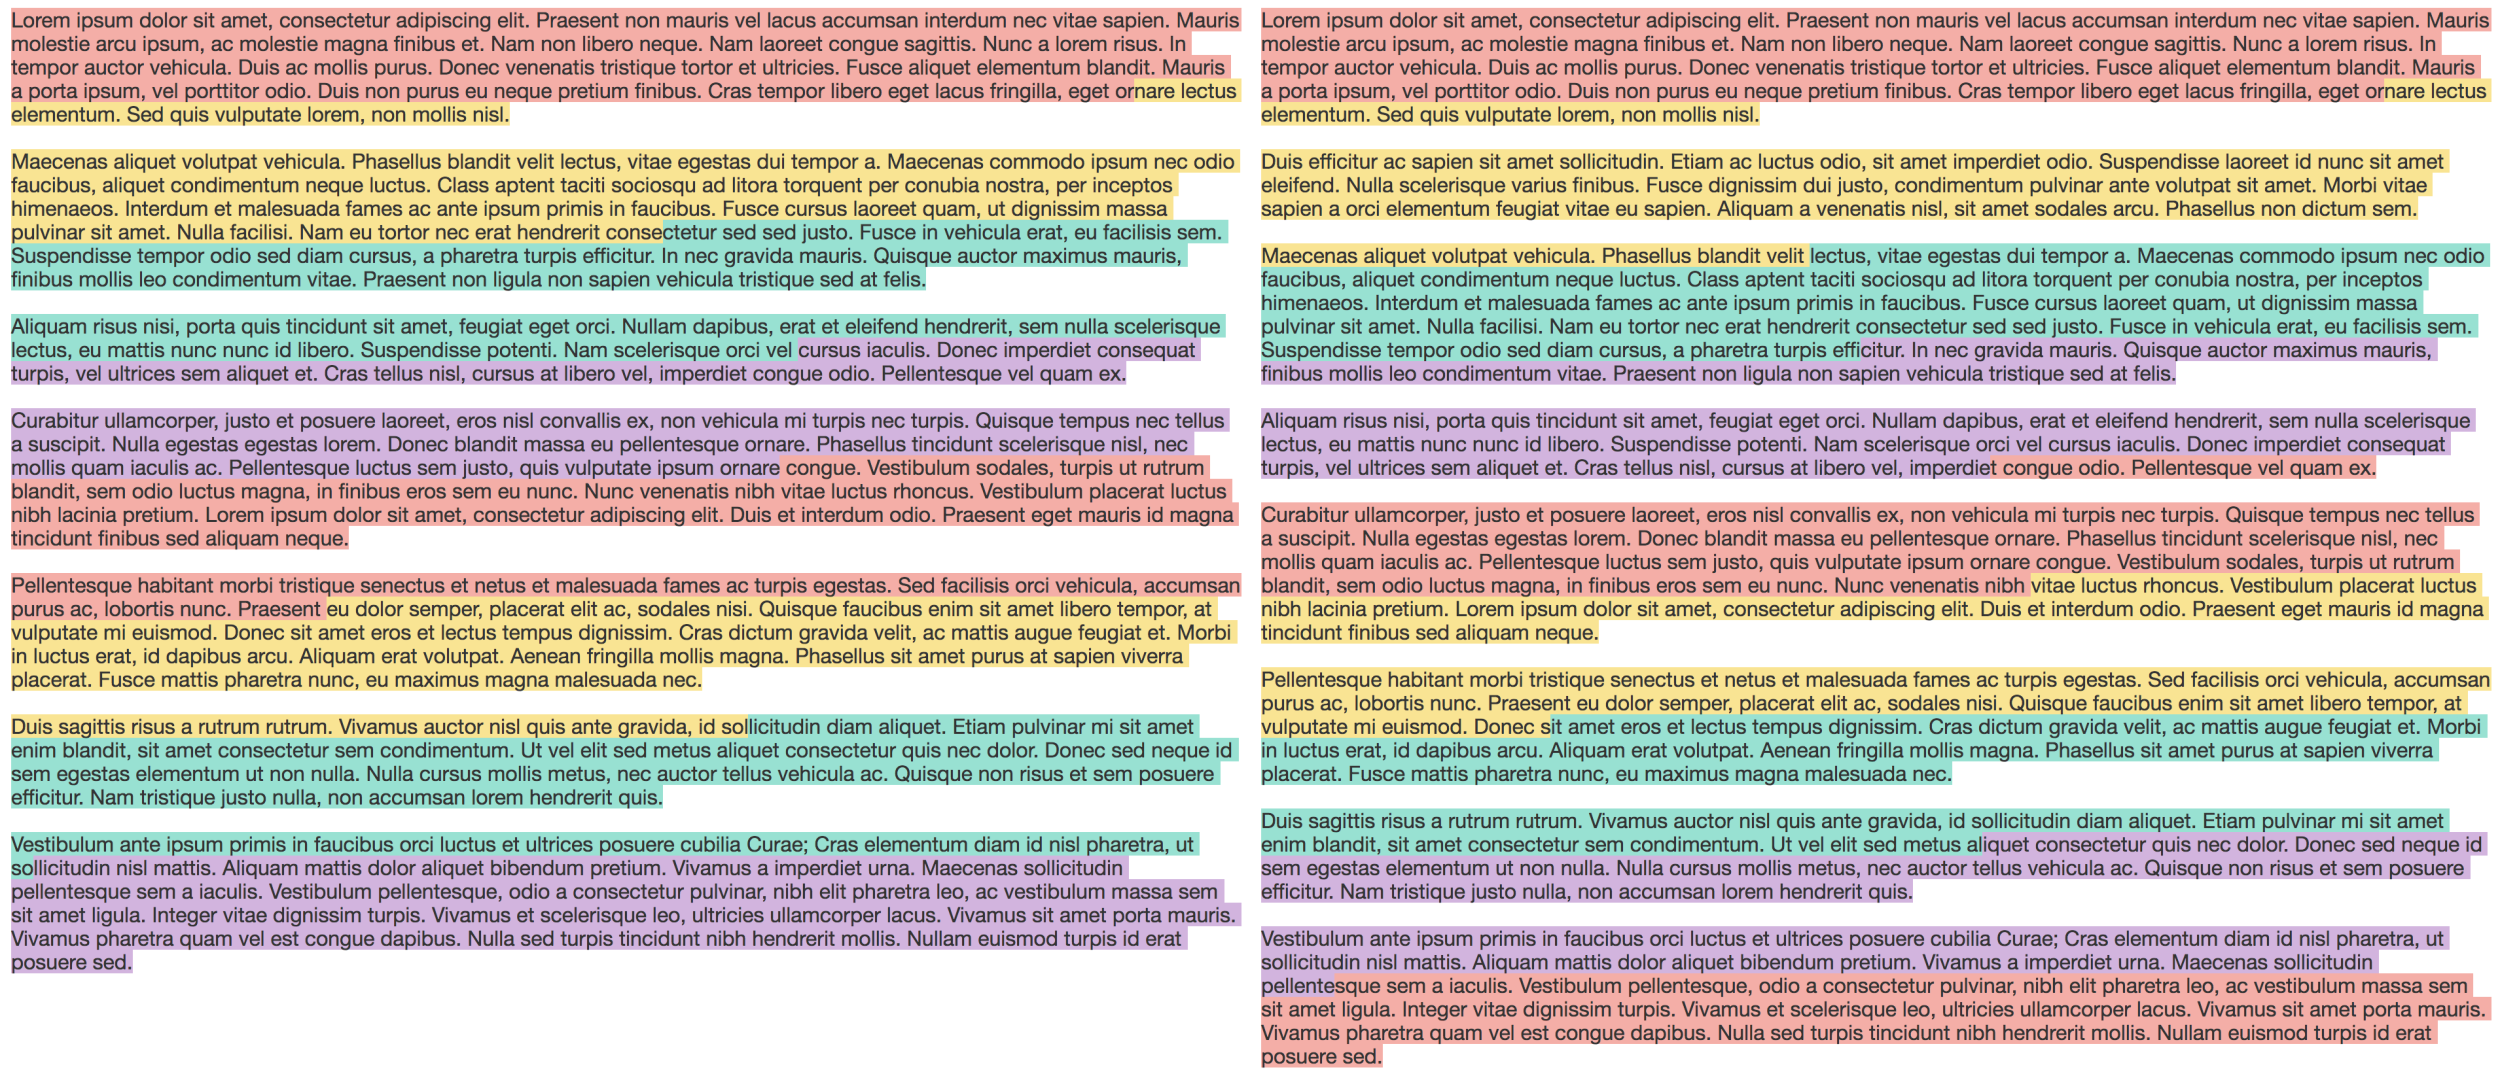 Lorem ipsum dolor sit amet, consectetur adipiscing elit. Praesent non mauris vel lacus accumsan interdum nec vitae sapien. Mauris
molestie arcu ipsum, ac molestie magna finibus et. Nam non libero neque. Nam laoreet congue sagittis. Nunc a lorem risus. In
tempor auctor vehicula. Duis ac mollis purus. Donec venenatis tristique tortor et ultricies. Fusce aliquet elementum blandit. Mauris
a porta ipsum, vel porttitor odio. Duis non purus eu neque pretium finibus. Cras tempor libero eget lacus fringilla, eget ornare lectus
elementum. Sed quis vulputate lorem, non mollis nisl.
Maecenas aliquet volutpat vehicula. Phasellus blandit velit lectus, vitae egestas dui tempor a. Maecenas commodo ipsum nec odio
faucibus, aliquet condimentum neque luctus. Class aptent taciti sociosqu ad litora torquent per conubia nostra, per inceptos
himenaeos. Interdum et malesuada fames ac ante ipsum primis in faucibus. Fusce cursus laoreet quam, ut dignissim massa
pulvinar sit amet. Nulla facilisi. Nam eu tortor nec erat hendrerit consectetur sed sed justo. Fusce in vehicula erat, eu facilisis sem.
Suspendisse tempor odio sed diam cursus, a pharetra turpis efficitur. In nec gravida mauris. Quisque auctor maximus mauris,
finibus mollis leo condimentum vitae. Praesent non ligula non sapien vehicula tristique sed at felis.
Aliquam risus nisi, porta quis tincidunt sit amet, feugiat eget orci. Nullam dapibus, erat et eleifend hendrerit, sem nulla scelerisque
lectus, eu mattis nunc nunc id libero. Suspendisse potenti. Nam scelerisque orci vel cursus iaculis. Donec imperdiet consequat
turpis, vel ultrices sem aliquet et. Cras tellus nisl, cursus at libero vel, imperdiet congue odio. Pellentesque vel quam ex.
Curabitur ullamcorper, justo et posuere laoreet, eros nisl convallis ex, non vehicula mi turpis nec turpis. Quisque tempus nec tellus
a suscipit. Nulla egestas egestas lorem. Donec blandit massa eu pellentesque ornare. Phasellus tincidunt scelerisque nisl, nec
mollis quam iaculis ac. Pellentesque luctus sem justo, quis vulputate ipsum ornare congue. Vestibulum sodales, turpis ut rutrum
blandit, sem odio luctus magna, in finibus eros sem eu nunc. Nunc venenatis nibh vitae luctus rhoncus. Vestibulum placerat luctus
nibh lacinia pretium. Lorem ipsum dolor sit amet, consectetur adipiscing elit. Duis et interdum odio. Praesent eget mauris id magna
tincidunt finibus sed aliquam neque.
Pellentesque habitant morbi tristique senectus et netus et malesuada fames ac turpis egestas. Sed facilisis orci vehicula, accumsan
purus ac, lobortis nunc. Praesent eu dolor semper, placerat elit ac, sodales nisi. Quisque faucibus enim sit amet libero tempor, at
vulputate mi euismod. Donec sit amet eros et lectus tempus dignissim. Cras dictum gravida velit, ac mattis augue feugiat et. Morbi
in luctus erat, id dapibus arcu. Aliquam erat volutpat. Aenean fringilla mollis magna. Phasellus sit amet purus at sapien viverra
placerat. Fusce mattis pharetra nunc, eu maximus magna malesuada nec.
Duis sagittis risus a rutrum rutrum. Vivamus auctor nisl quis ante gravida, id sollicitudin diam aliquet. Etiam pulvinar mi sit amet
enim blandit, sit amet consectetur sem condimentum. Ut vel elit sed metus aliquet consectetur quis nec dolor. Donec sed neque id
sem egestas elementum ut non nulla. Nulla cursus mollis metus, nec auctor tellus vehicula ac. Quisque non risus et sem posuere
efficitur. Nam tristique justo nulla, non accumsan lorem hendrerit quis.
Vestibulum ante ipsum primis in faucibus orci luctus et ultrices posuere cubilia Curae; Cras elementum diam id nisl pharetra, ut
sollicitudin nisl mattis. Aliquam mattis dolor aliquet bibendum pretium. Vivamus a imperdiet urna. Maecenas sollicitudin
pellentesque sem a iaculis. Vestibulum pellentesque, odio a consectetur pulvinar, nibh elit pharetra leo, ac vestibulum massa sem
sit amet ligula. Integer vitae dignissim turpis. Vivamus et scelerisque leo, ultricies ullamcorper lacus. Vivamus sit amet porta mauris.
Vivamus pharetra quam vel est congue dapibus. Nulla sed turpis tincidunt nibh hendrerit mollis. Nullam euismod turpis id erat
posuere sed.
Lorem ipsum dolor sit amet, consectetur adipiscing elit. Praesent non mauris vel lacus accumsan interdum nec vitae sapien. Mauris
molestie arcu ipsum, ac molestie magna finibus et. Nam non libero neque. Nam laoreet congue sagittis. Nunc a lorem risus. In
tempor auctor vehicula. Duis ac mollis purus. Donec venenatis tristique tortor et ultricies. Fusce aliquet elementum blandit. Mauris
a porta ipsum, vel porttitor odio. Duis non purus eu neque pretium finibus. Cras tempor libero eget lacus fringilla, eget ornare lectus
elementum. Sed quis vulputate lorem, non mollis nisl.
Duis efficitur ac sapien sit amet sollicitudin. Etiam ac luctus odio, sit amet imperdiet odio. Suspendisse laoreet id nunc sit amet
eleifend. Nulla scelerisque varius finibus. Fusce dignissim dui justo, condimentum pulvinar ante volutpat sit amet. Morbi vitae
sapien a orci elementum feugiat vitae eu sapien. Aliquam a venenatis nisl, sit amet sodales arcu. Phasellus non dictum sem.
Maecenas aliquet volutpat vehicula. Phasellus blandit velit lectus, vitae egestas dui tempor a. Maecenas commodo ipsum nec odio
faucibus, aliquet condimentum neque luctus. Class aptent taciti sociosqu ad litora torquent per conubia nostra, per inceptos
himenaeos. Interdum et malesuada fames ac ante ipsum primis in faucibus. Fusce cursus laoreet quam, ut dignissim massa
pulvinar sit amet. Nulla facilisi. Nam eu tortor nec erat hendrerit consectetur sed sed justo. Fusce in vehicula erat, eu facilisis sem.
Suspendisse tempor odio sed diam cursus, a pharetra turpis efficitur. In nec gravida mauris. Quisque auctor maximus mauris,
finibus mollis leo condimentum vitae. Praesent non ligula non sapien vehicula tristique sed at felis.
Aliquam risus nisi, porta quis tincidunt sit amet, feugiat eget orci. Nullam dapibus, erat et eleifend hendrerit, sem nulla scelerisque
lectus, eu mattis nunc nunc id libero. Suspendisse potenti. Nam scelerisque orci vel cursus iaculis. Donec imperdiet consequat
turpis, vel ultrices sem aliquet et. Cras tellus nisl, cursus at libero vel, imperdiet congue odio. Pellentesque vel quam ex.
Curabitur ullamcorper, justo et posuere laoreet, eros nisl convallis ex, non vehicula mi turpis nec turpis. Quisque tempus nec tellus
a suscipit. Nulla egestas egestas lorem. Donec blandit massa eu pellentesque ornare. Phasellus tincidunt scelerisque nisl, nec
mollis quam iaculis ac. Pellentesque luctus sem justo, quis vulputate ipsum ornare congue. Vestibulum sodales, turpis ut rutrum
blandit, sem odio luctus magna, in finibus eros sem eu nunc. Nunc venenatis nibh vitae luctus rhoncus. Vestibulum placerat luctus
nibh lacinia pretium. Lorem ipsum dolor sit amet, consectetur adipiscing elit. Duis et interdum odio. Praesent eget mauris id magna
tincidunt finibus sed aliquam neque.
Pellentesque habitant morbi tristique senectus et netus et malesuada fames ac turpis egestas. Sed facilisis orci vehicula, accumsan
purus ac, lobortis nunc. Praesent eu dolor semper, placerat elit ac, sodales nisi. Quisque faucibus enim sit amet libero tempor, at
vulputate mi euismod. Donec sit amet eros et lectus tempus dignissim. Cras dictum gravida velit, ac mattis augue feugiat et. Morbi
in luctus erat, id dapibus arcu. Aliquam erat volutpat. Aenean fringilla mollis magna. Phasellus sit amet purus at sapien viverra
placerat. Fusce mattis pharetra nunc, eu maximus magna malesuada nec.
Duis sagittis risus a rutrum rutrum. Vivamus auctor nisl quis ante gravida, id sollicitudin diam aliquet. Etiam pulvinar mi sit amet
enim blandit, sit amet consectetur sem condimentum. Ut vel elit sed metus aliquet consectetur quis nec dolor. Donec sed neque id
sem egestas elementum ut non nulla. Nulla cursus mollis metus, nec auctor tellus vehicula ac. Quisque non risus et sem posuere
efficitur. Nam tristique justo nulla, non accumsan lorem hendrerit quis.
Vestibulum ante ipsum primis in faucibus orci luctus et ultrices posuere cubilia Curae; Cras elementum diam id nisl pharetra, ut
sollicitudin nisl mattis. Aliquam mattis dolor aliquet bibendum pretium. Vivamus a imperdiet urna. Maecenas sollicitudin
pellentesque sem a iaculis. Vestibulum pellentesque, odio a consectetur pulvinar, nibh elit pharetra leo, ac vestibulum massa sem
sit amet ligula. Integer vitae dignissim turpis. Vivamus et scelerisque leo, ultricies ullamcorper lacus. Vivamus sit amet porta mauris.
Vivamus pharetra quam vel est congue dapibus. Nulla sed turpis tincidunt nibh hendrerit mollis. Nullam euismod turpis id erat
posuere sed.